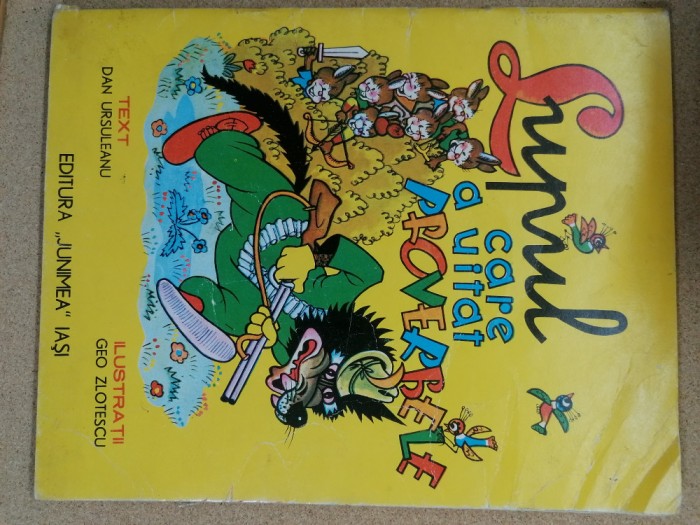 Lupul
care
a uitat
PROVERBELE
TEXT
DAN URSULEANU
ILUSTRAȚII
GEO ZLOTESCU
EDITURA „JUNIMEA" IAȘI